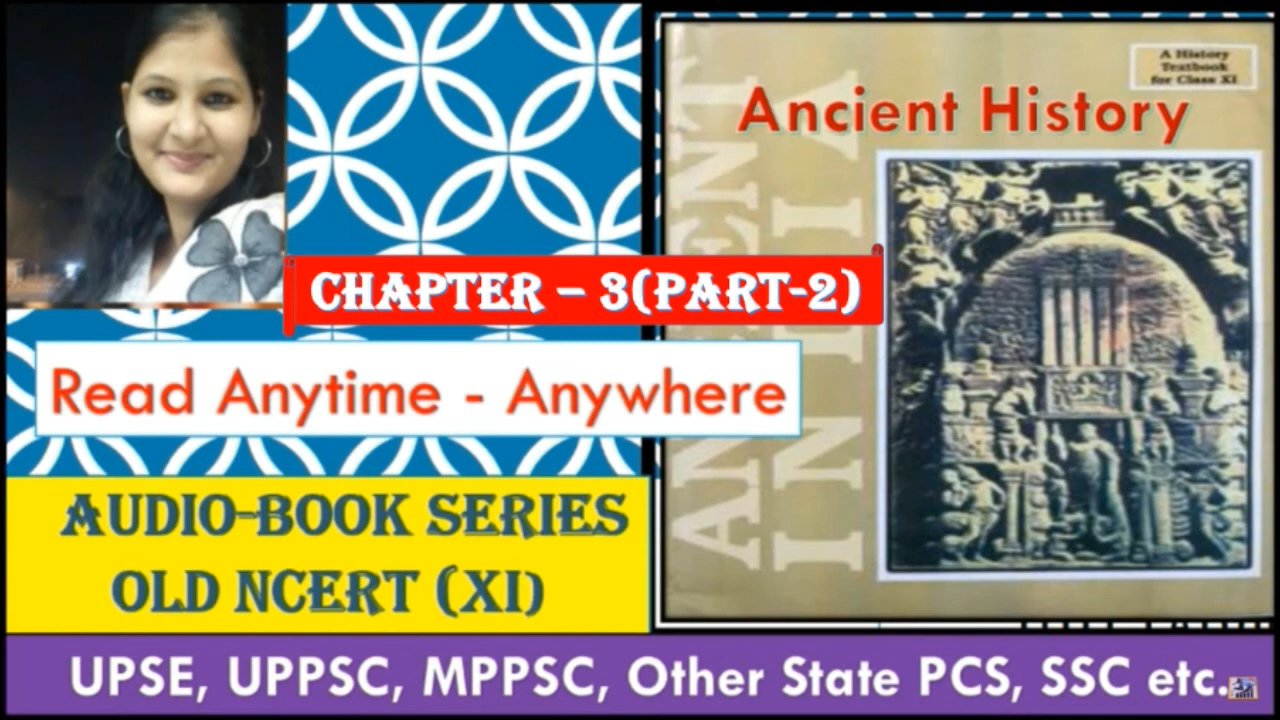 A History
Textbook
for Class XI
Ancient History
ANCIENT
INDIA
CHAPTER – 3(PART-2)
Read Anytime - Anywhere
AUDIO-BOOK SERIES
OLD NCERT (XI)
UPSE, UPPSC, MPPSC, Other State PCS, SSC etc..